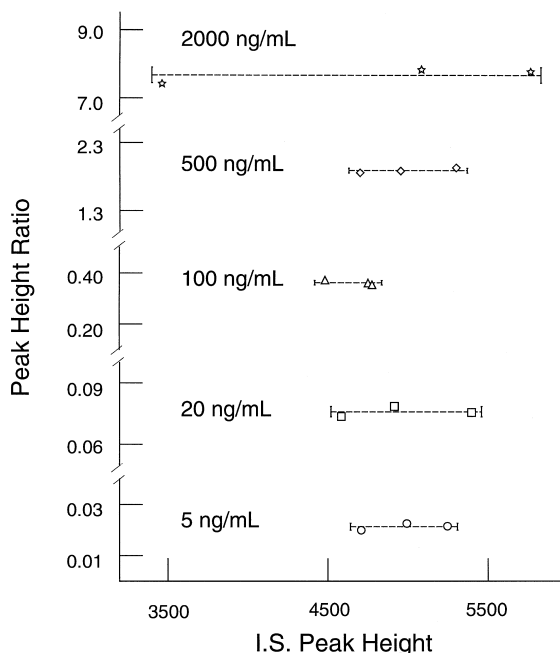 9.0
2000 ng/mL
7.0
2.3
500 ng/mL
1.3
0.40
100 ng/mL
0.20
0.09
20 ng/mL
0.06
0.03
5 ng/mL
0.01
Peak Height Ratio
3500 4500 5500
I.S. Peak Height